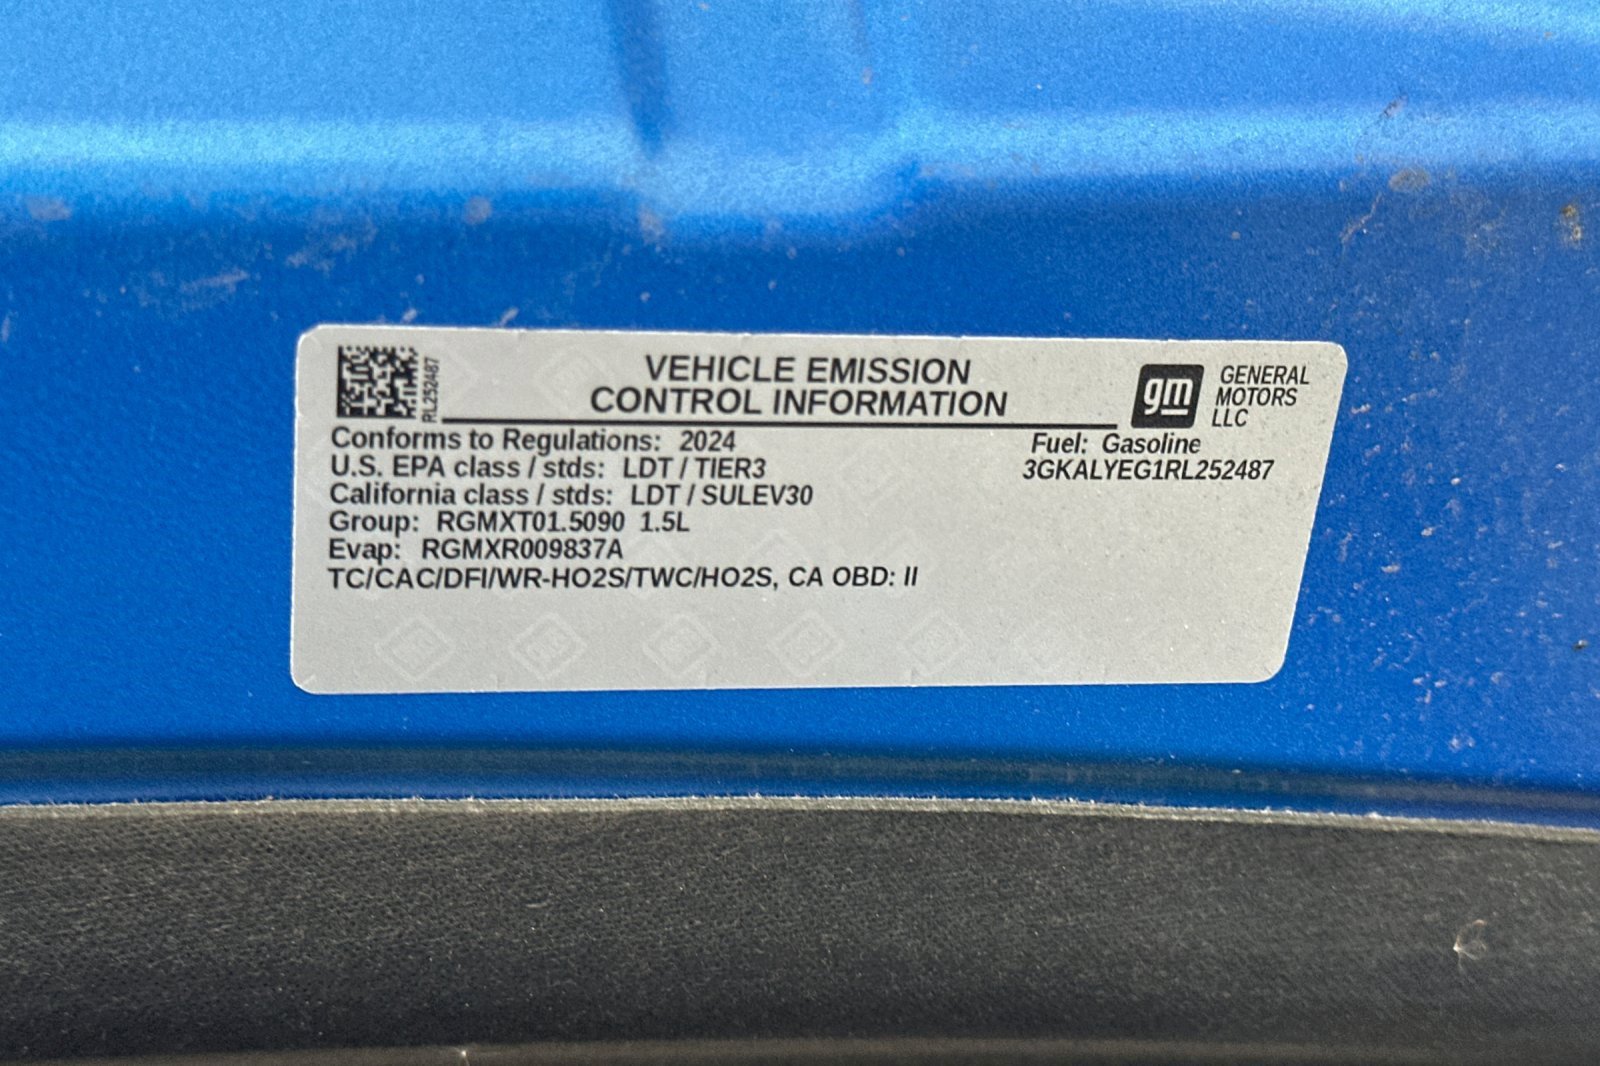 RL252487
VEHICLE EMISSION
CONTROL INFORMATION
gm
GENERAL
MOTORS
LLC
Conforms to Regulations: 2024
Fuel: Gasoline
U.S. EPA class / stds: LDT / TIER3
3GKALYEG1RL252487
California class / stds: LDT / SULEV30
Group: RGMXT01.5090 1.5L
Evap: RGMXR009837A
TC/CAC/DFI/WR-HO2S/TWC/HO2S, CA OBD: II